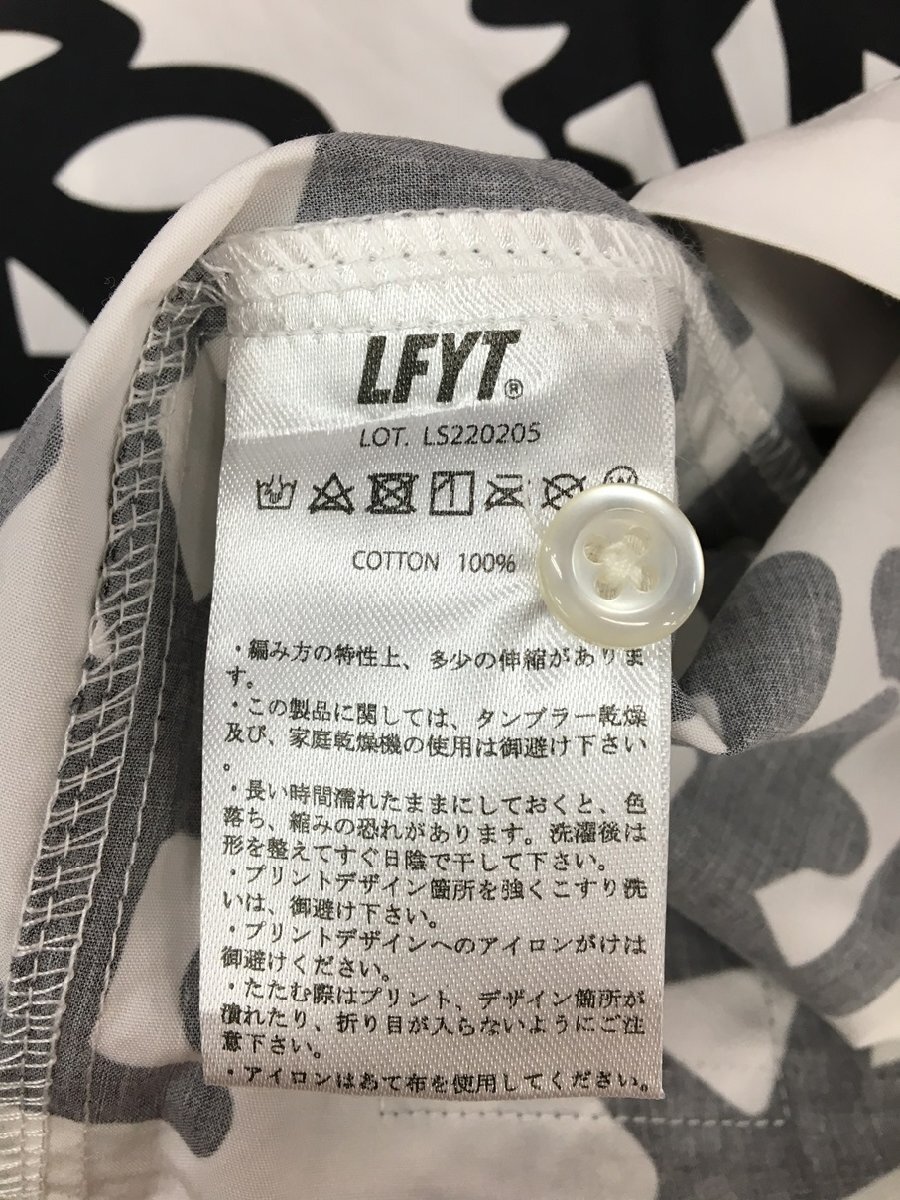 LFYT®
LOT. LS220205
COTTON 100%
・編み方の特性上、多少の伸縮がありま
す。
・この製品に関しては、タンブラー乾燥
及び、家庭乾燥機の使用は御避け下さい
。
・長い時間濡れたままにしておくと、色
落ち、縮みの恐れがあります。洗濯後は
形を整えてすぐ日陰で干して下さい。
・プリントデザイン箇所を強くこすり洗
いは、御避け下さい。
・プリントデザインへのアイロンがけは
御避けください。
・たたむ際はプリント、デザイン箇所が
潰れたり、折り目が入らないようにご注
意下さい。
・アイロンはあて布を使用してください。